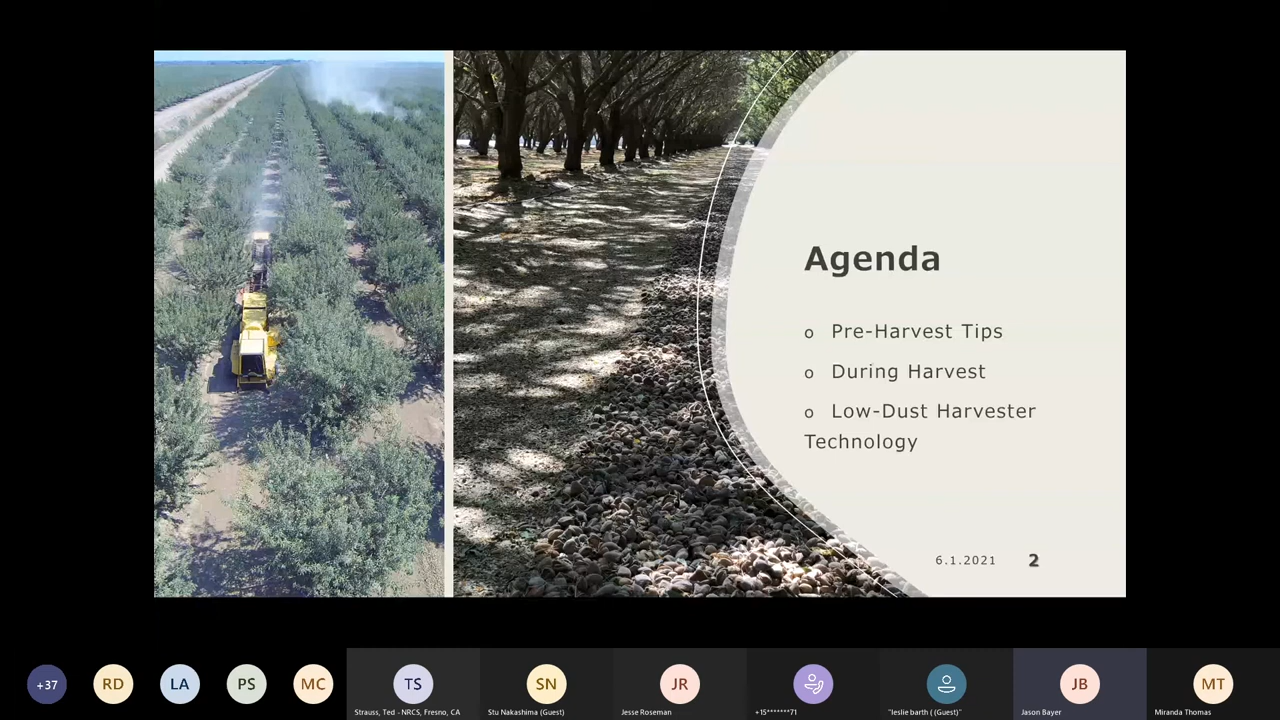 Agenda
o Pre-Harvest Tips
o During Harvest
o Low-Dust Harvester
Technology
6.1.2021 2
+37 RD LA PS MC TS SN JR JB MT
Strauss, Ted - NRCS, Fresno, CA Stu Nakashima (Guest) Jesse Roseman +15*******71 "leslie barth ( (Guest)" Jason Bayer Miranda Thomas